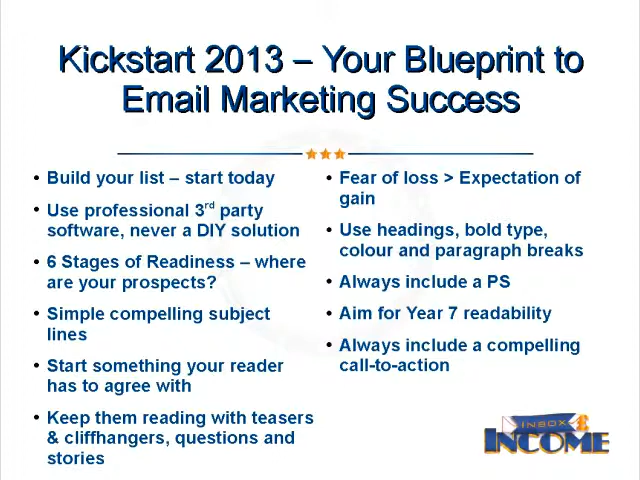 Kickstart 2013 – Your Blueprint to
Email Marketing Success
• Build your list – start today
• Use professional 3rd party
software, never a DIY solution
• 6 Stages of Readiness – where
are your prospects?
• Simple compelling subject
lines
• Start something your reader
has to agree with
• Keep them reading with teasers
& cliffhangers, questions and
stories
• Fear of loss > Expectation of
gain
• Use headings, bold type,
colour and paragraph breaks
• Always include a PS
• Aim for Year 7 readability
• Always include a compelling
call-to-action
INBOX £
INCOME